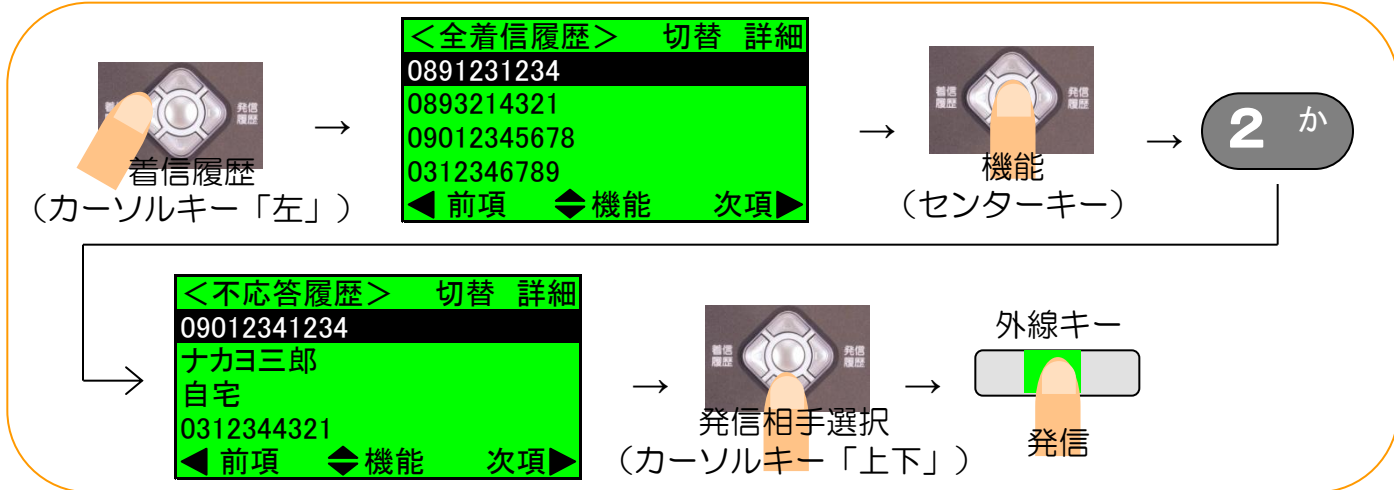 ＜全着信履歴＞ 切替 詳細
0891231234
0893214321
09012345678
0312346789
◀ 前項 機能 次項▶
発信
履歴
→
着信履歴
（カーソルキー「左」）
→
着信
履歴
発信
履歴
機能
（センターキー）
→
2 か
＜不応答履歴＞ 切替 詳細
09012341234
ナカヨ三郎
自宅
0312344321
◀ 前項 機能 次項▶
→
着信
履歴
発信
履歴
発信相手選択
（カーソルキー「上下」）
→
外線キー
発信